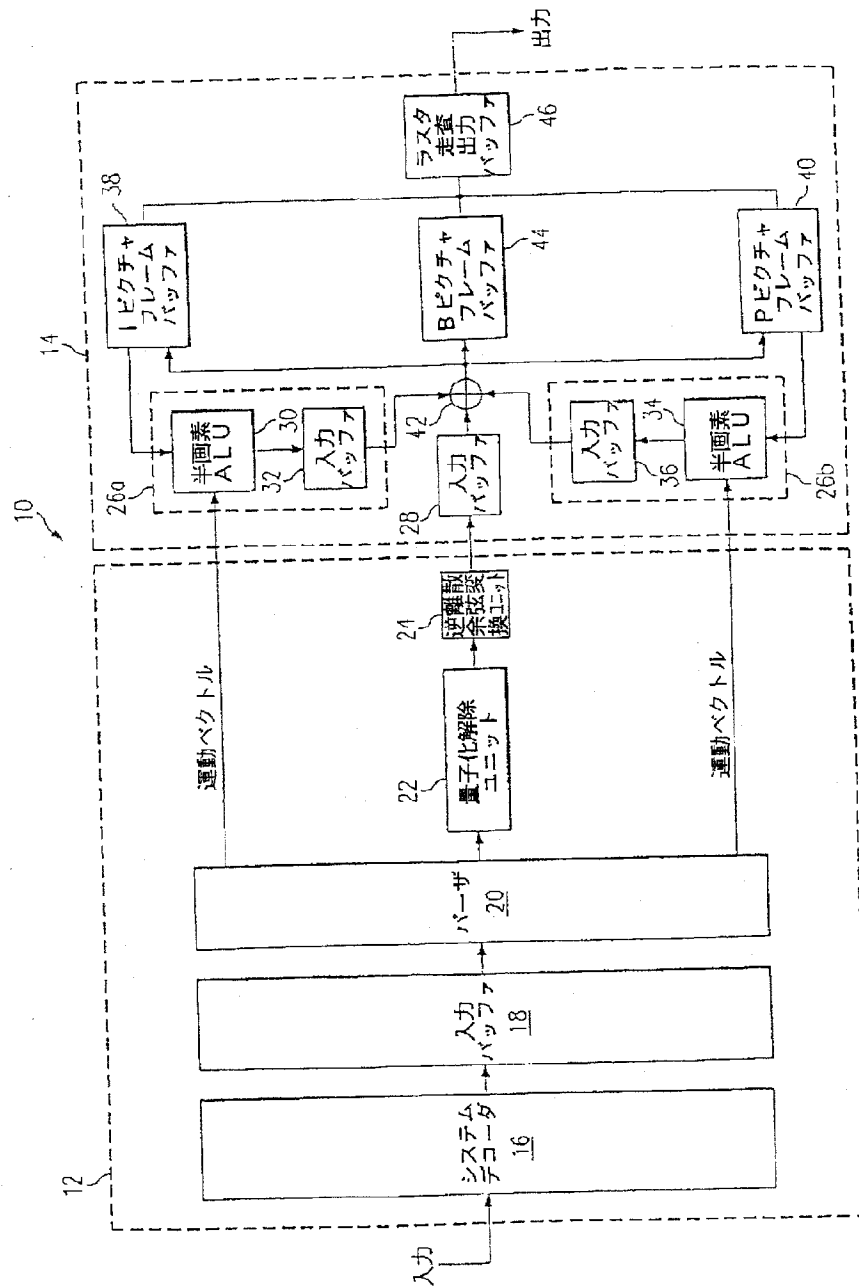 10
12
入力
システム
デコーダ
16
入力
バッファ
18
パーザ
20
運動ベクトル
運動ベクトル
22
量子化解除
ユニット
24
逆離散
余弦変
換ユニット
14
26a
半画素
ALU
30
32
入力
バッファ
28
入力
バッファ
42
36
入力
バッファ
34
半画素
ALU
26b
38
Iピクチャ
フレーム
バッファ
Bピクチャ
フレーム
バッファ
44
Pピクチャ
フレーム
バッファ
40
ラスタ
走査
出力
バッファ
46
出力